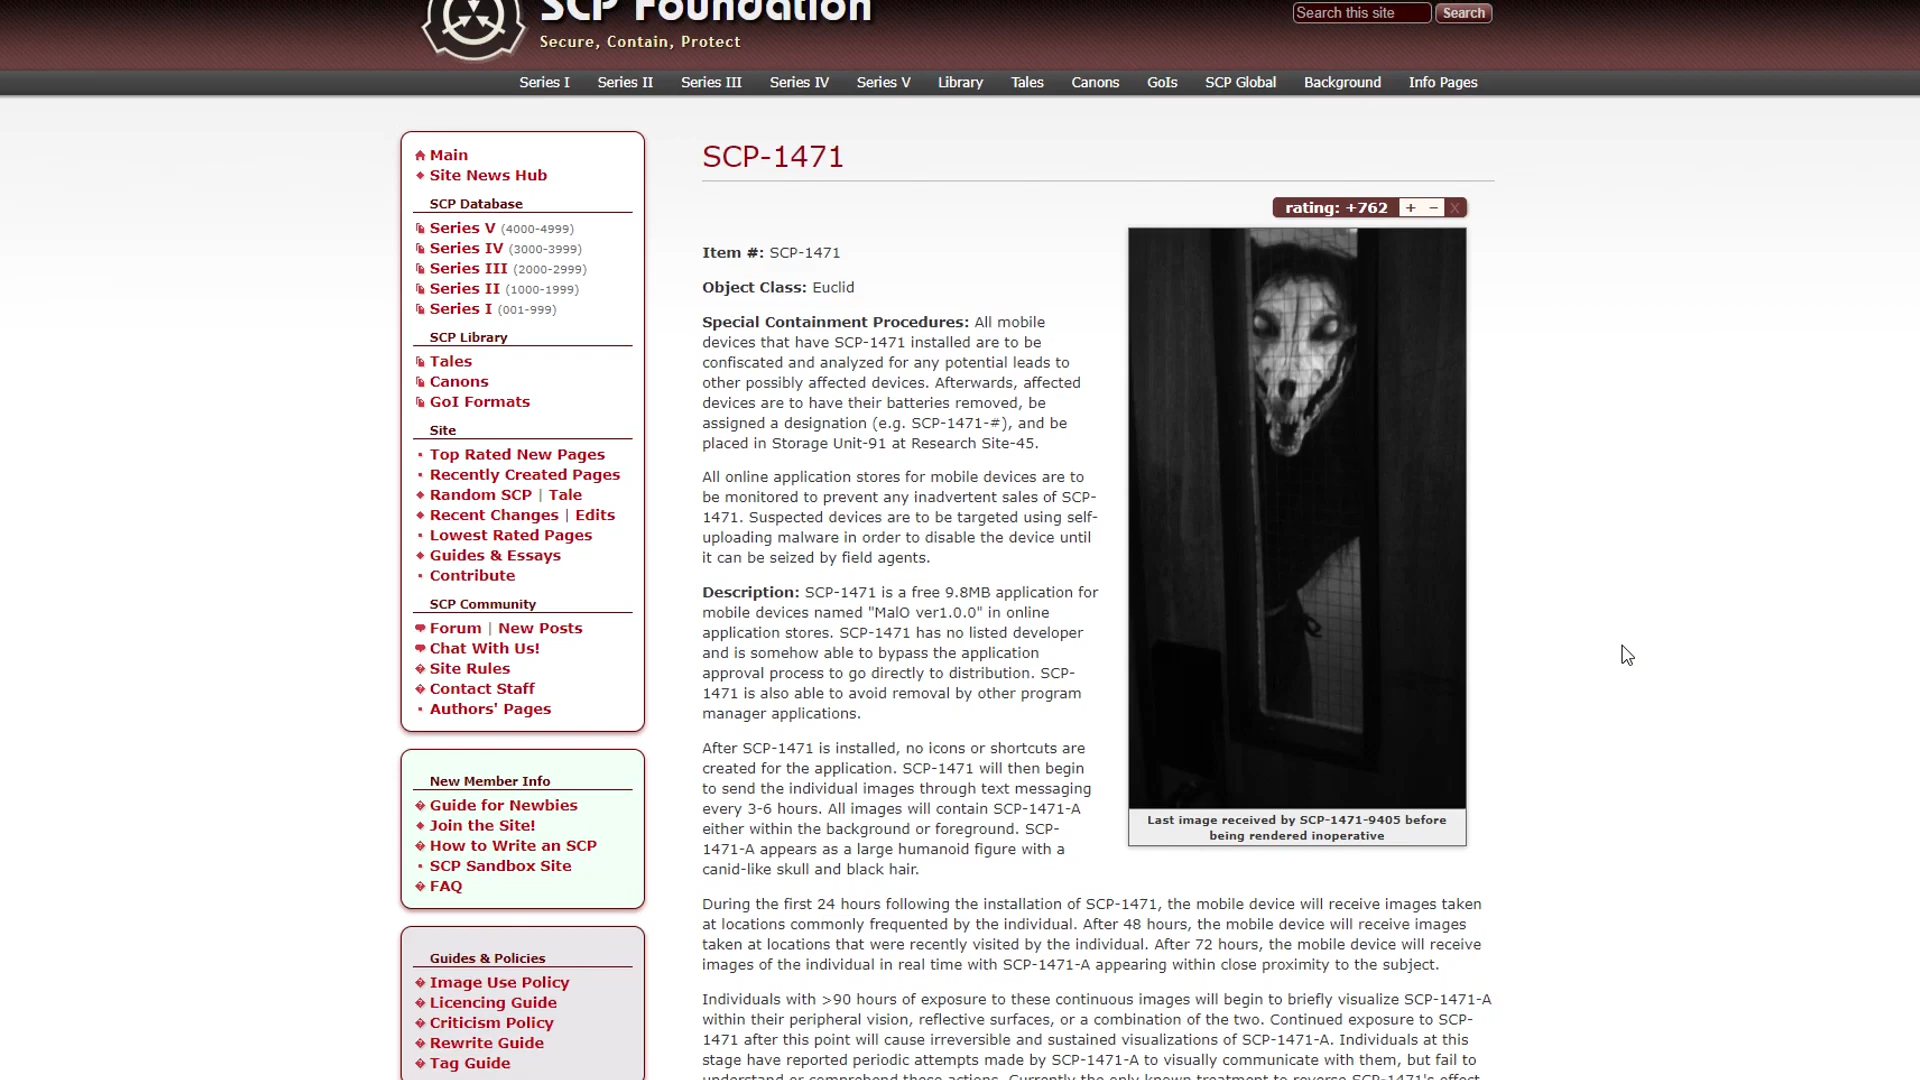 SCP Foundation
Secure, Contain, Protect
Search this site
Search
Series I Series II Series III Series IV Series V Library Tales Canons GoIs SCP Global Background Info Pages
Main
Site News Hub
SCP Database
Series V (4000-4999)
Series IV (3000-3999)
Series III (2000-2999)
Series II (1000-1999)
Series I (001-999)
SCP Library
Tales
Canons
GoI Formats
Site
Top Rated New Pages
Recently Created Pages
Random SCP | Tale
Recent Changes | Edits
Lowest Rated Pages
Guides & Essays
Contribute
SCP Community
Forum | New Posts
Chat With Us!
Site Rules
Contact Staff
Authors' Pages
New Member Info
Guide for Newbies
Join the Site!
How to Write an SCP
SCP Sandbox Site
FAQ
Guides & Policies
Image Use Policy
Licencing Guide
Criticism Policy
Rewrite Guide
Tag Guide
SCP-1471
rating: +762 + − X
Item #: SCP-1471
Object Class: Euclid
Special Containment Procedures: All mobile
devices that have SCP-1471 installed are to be
confiscated and analyzed for any potential leads to
other possibly affected devices. Afterwards, affected
devices are to have their batteries removed, be
assigned a designation (e.g. SCP-1471-#), and be
placed in Storage Unit-91 at Research Site-45.
All online application stores for mobile devices are to
be monitored to prevent any inadvertent sales of SCP-
1471. Suspected devices are to be targeted using self-
uploading malware in order to disable the device until
it can be seized by field agents.
Description: SCP-1471 is a free 9.8MB application for
mobile devices named "MalO ver1.0.0" in online
application stores. SCP-1471 has no listed developer
and is somehow able to bypass the application
approval process to go directly to distribution. SCP-
1471 is also able to avoid removal by other program
manager applications.
After SCP-1471 is installed, no icons or shortcuts are
created for the application. SCP-1471 will then begin
to send the individual images through text messaging
every 3-6 hours. All images will contain SCP-1471-A
either within the background or foreground. SCP-
1471-A appears as a large humanoid figure with a
canid-like skull and black hair.
Last image received by SCP-1471-9405 before
being rendered inoperative
During the first 24 hours following the installation of SCP-1471, the mobile device will receive images taken
at locations commonly frequented by the individual. After 48 hours, the mobile device will receive images
taken at locations that were recently visited by the individual. After 72 hours, the mobile device will receive
images of the individual in real time with SCP-1471-A appearing within close proximity to the subject.
Individuals with >90 hours of exposure to these continuous images will begin to briefly visualize SCP-1471-A
within their peripheral vision, reflective surfaces, or a combination of the two. Continued exposure to SCP-
1471 after this point will cause irreversible and sustained visualizations of SCP-1471-A. Individuals at this
stage have reported periodic attempts made by SCP-1471-A to visually communicate with them, but fail to
understand or comprehend these actions. Currently the only known treatment to reverse SCP-1471's effect